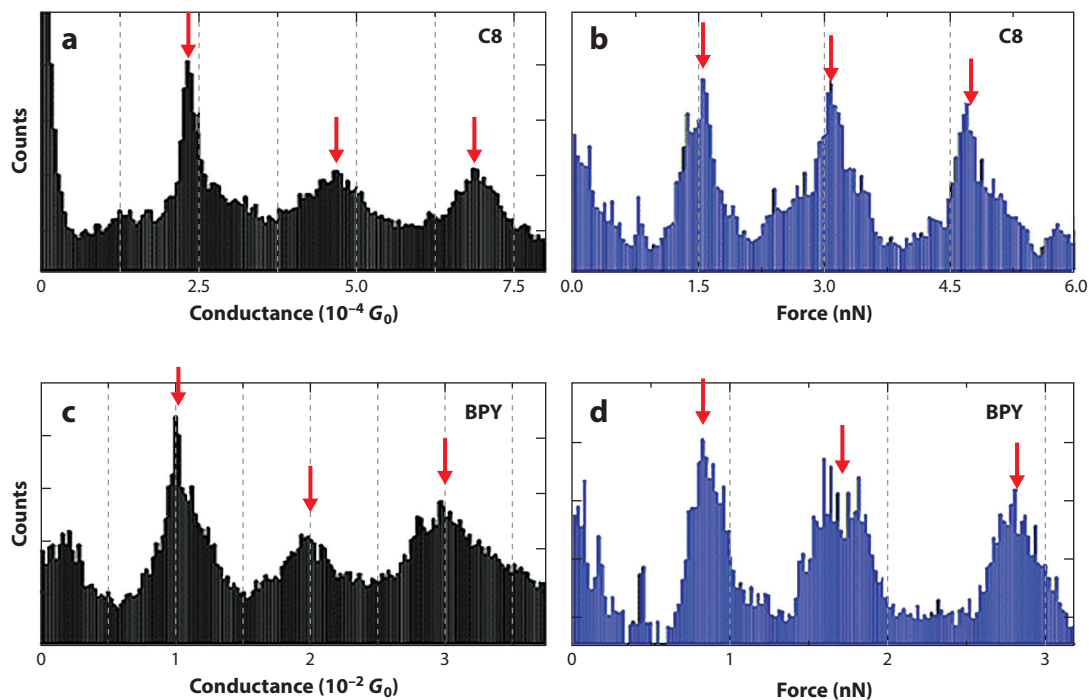 a
C8
Counts
0
2.5
5.0
7.5
Conductance (10⁻⁴ G₀)
b
C8
0.0
1.5
3.0
4.5
6.0
Force (nN)
c
BPY
Counts
0
1
2
3
Conductance (10⁻² G₀)
d
BPY
0
1
2
3
Force (nN)